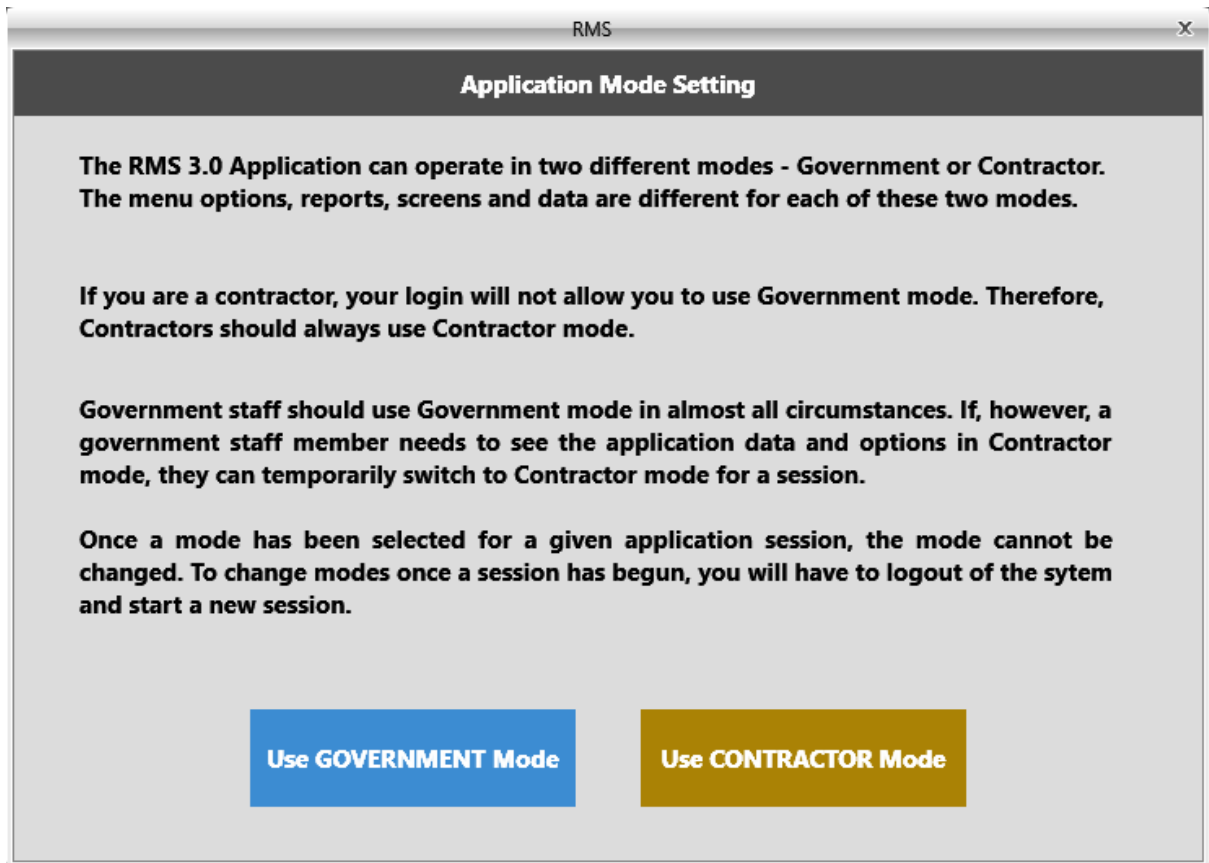 RMS
x
Application Mode Setting
The RMS 3.0 Application can operate in two different modes - Government or Contractor.
The menu options, reports, screens and data are different for each of these two modes.
If you are a contractor, your login will not allow you to use Government mode. Therefore,
Contractors should always use Contractor mode.
Government staff should use Government mode in almost all circumstances. If, however, a
government staff member needs to see the application data and options in Contractor
mode, they can temporarily switch to Contractor mode for a session.
Once a mode has been selected for a given application session, the mode cannot be
changed. To change modes once a session has begun, you will have to logout of the sytem
and start a new session.
Use GOVERNMENT Mode
Use CONTRACTOR Mode